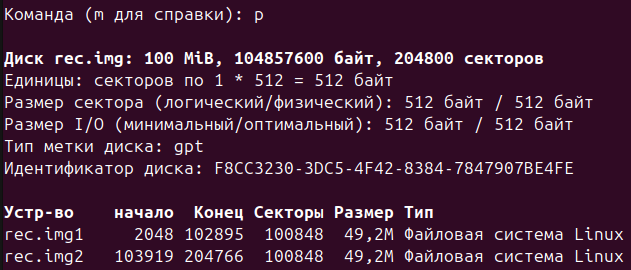 Команда (m для справки): p
Диск rec.img: 100 MiB, 104857600 байт, 204800 секторов
Единицы: секторов по 1 * 512 = 512 байт
Размер сектора (логический/физический): 512 байт / 512 байт
Размер I/O (минимальный/оптимальный): 512 байт / 512 байт
Тип метки диска: gpt
Идентификатор диска: F8CC3230-3DC5-4F42-8384-7847907BE4FE
Устр-во начало Конец Секторы Размер Тип
rec.img1 2048 102895 100848 49,2M Файловая система Linux
rec.img2 103919 204766 100848 49,2M Файловая система Linux